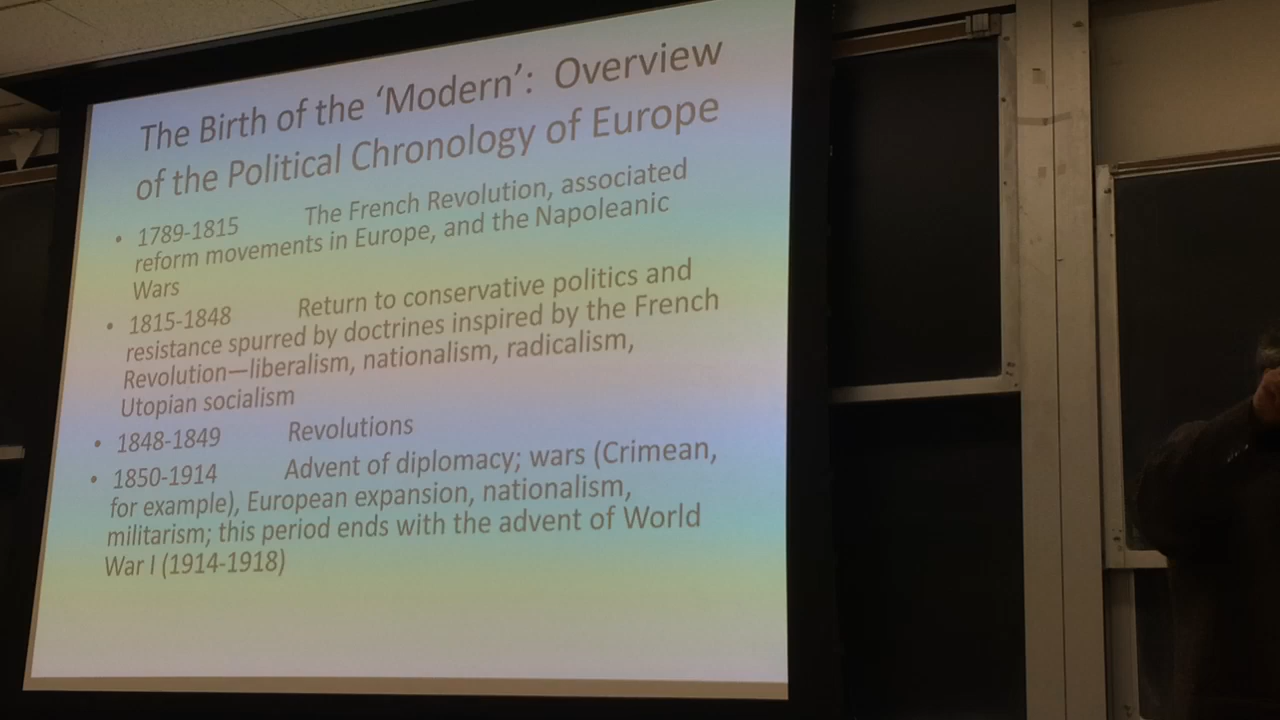 The Birth of the ‘Modern’: Overview
of the Political Chronology of Europe
• 1789-1815 The French Revolution, associated
reform movements in Europe, and the Napoleanic
Wars
• 1815-1848 Return to conservative politics and
resistance spurred by doctrines inspired by the French
Revolution—liberalism, nationalism, radicalism,
Utopian socialism
• 1848-1849 Revolutions
• 1850-1914 Advent of diplomacy; wars (Crimean,
for example), European expansion, nationalism,
militarism; this period ends with the advent of World
War I (1914-1918)